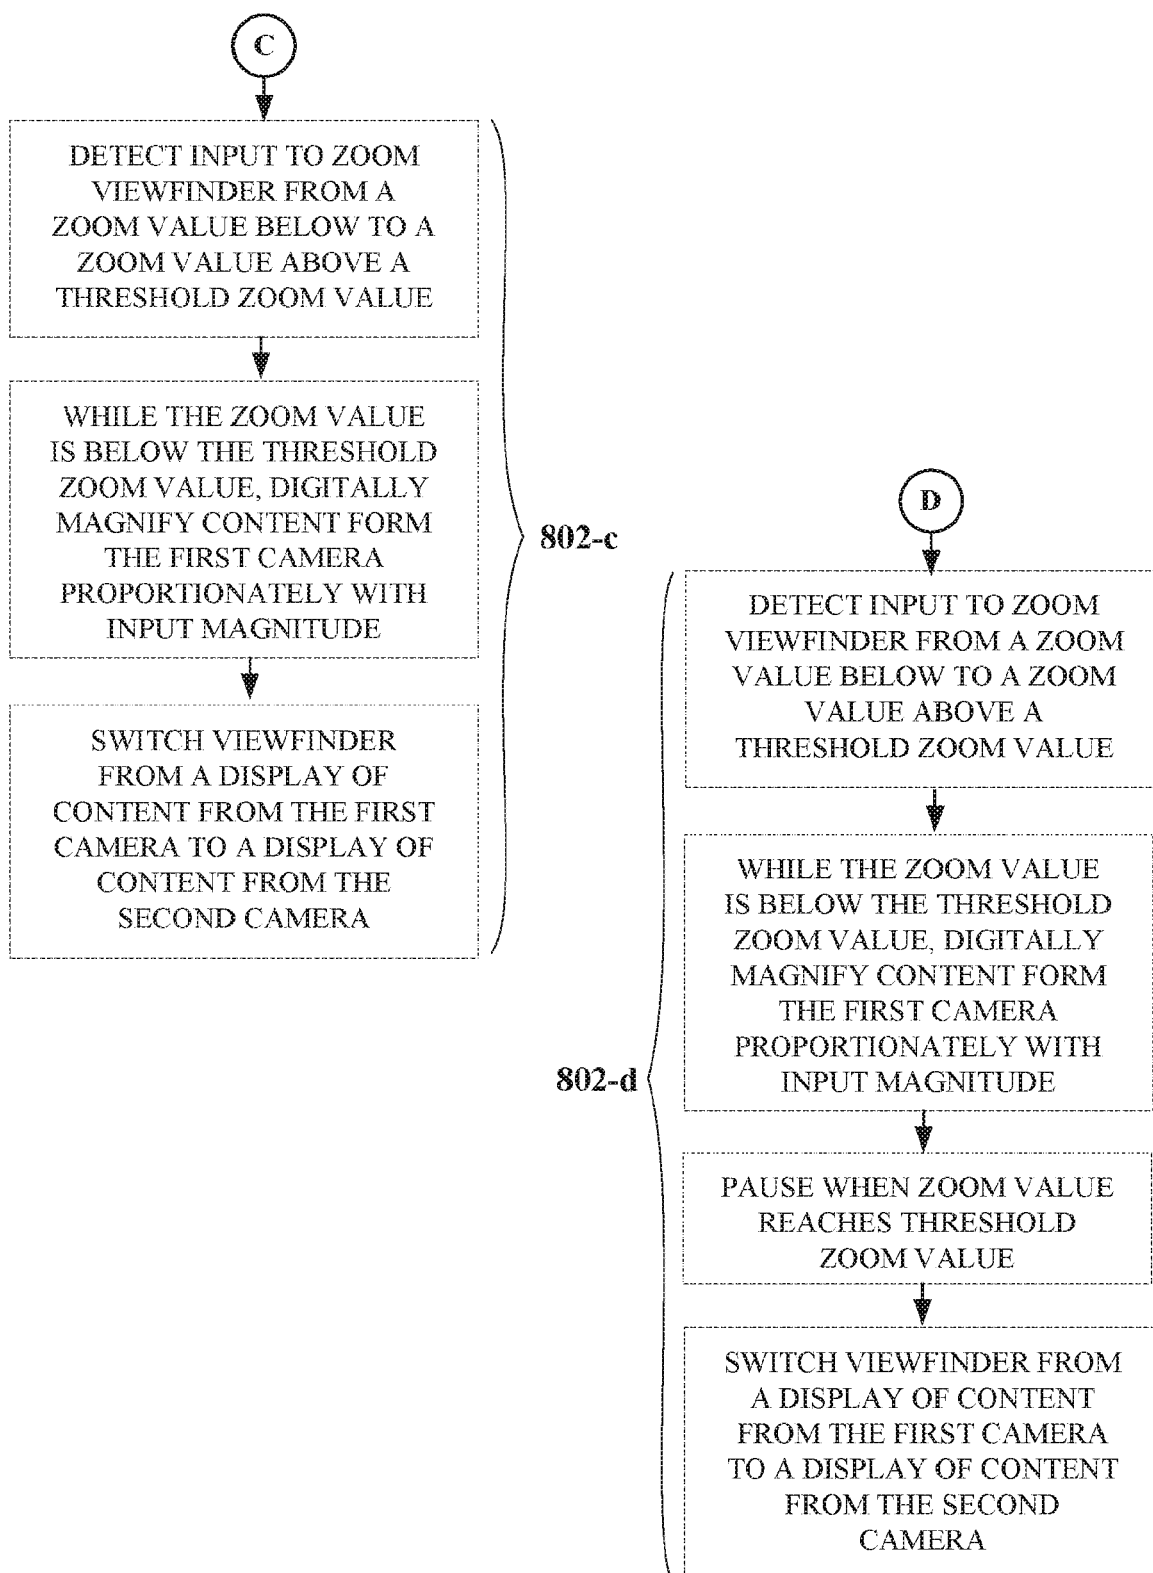 C
DETECT INPUT TO ZOOM
VIEWFINDER FROM A
ZOOM VALUE BELOW TO A
ZOOM VALUE ABOVE A
THRESHOLD ZOOM VALUE
WHILE THE ZOOM VALUE
IS BELOW THE THRESHOLD
ZOOM VALUE, DIGITALLY
MAGNIFY CONTENT FORM
THE FIRST CAMERA
PROPORTIONATELY WITH
INPUT MAGNITUDE
SWITCH VIEWFINDER
FROM A DISPLAY OF
CONTENT FROM THE FIRST
CAMERA TO A DISPLAY OF
CONTENT FROM THE
SECOND CAMERA
802-c
D
DETECT INPUT TO ZOOM
VIEWFINDER FROM A ZOOM
VALUE BELOW TO A ZOOM
VALUE ABOVE A
THRESHOLD ZOOM VALUE
WHILE THE ZOOM VALUE
IS BELOW THE THRESHOLD
ZOOM VALUE, DIGITALLY
MAGNIFY CONTENT FORM
THE FIRST CAMERA
PROPORTIONATELY WITH
INPUT MAGNITUDE
PAUSE WHEN ZOOM VALUE
REACHES THRESHOLD
ZOOM VALUE
SWITCH VIEWFINDER FROM
A DISPLAY OF CONTENT
FROM THE FIRST CAMERA
TO A DISPLAY OF CONTENT
FROM THE SECOND
CAMERA
802-d